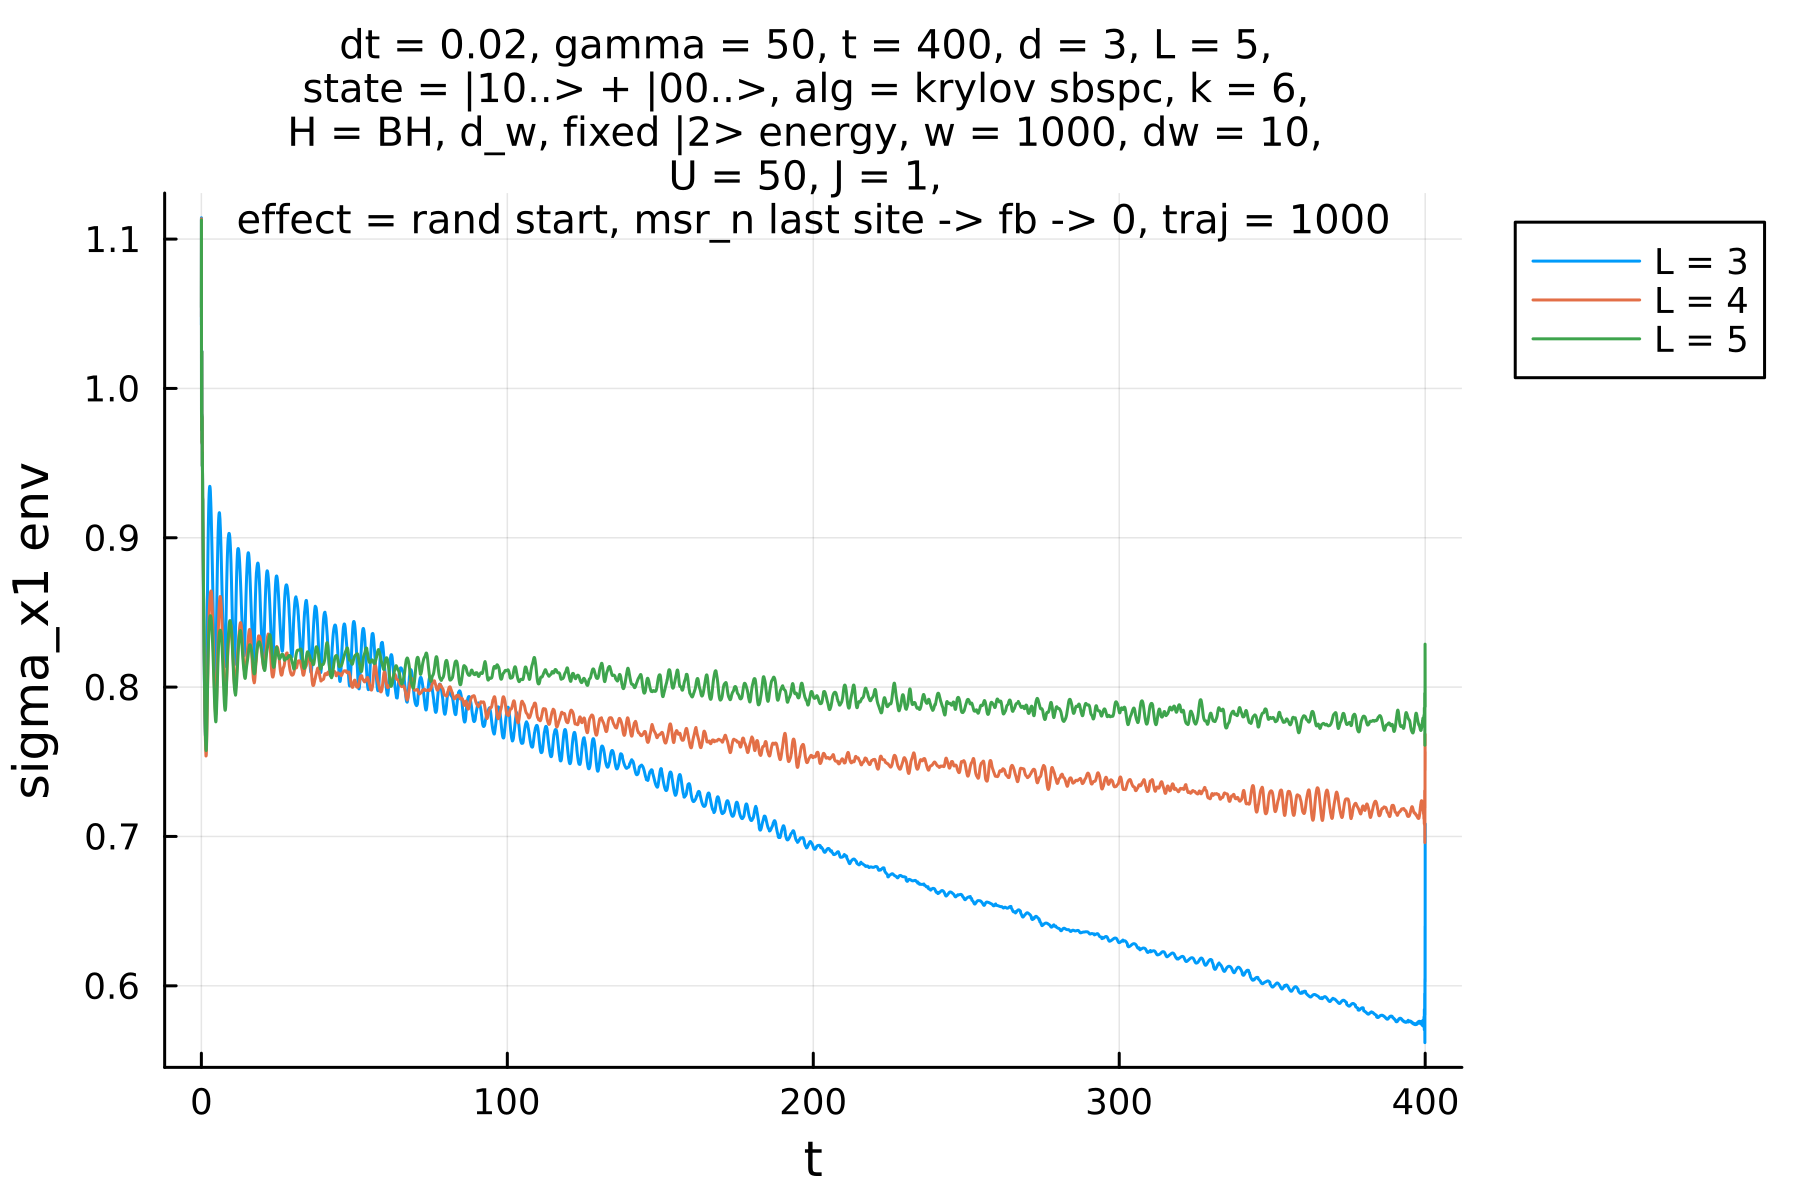 dt = 0.02, gamma = 50, t = 400, d = 3, L = 5,
state = |10..> + |00..>, alg = krylov sbspc, k = 6,
H = BH, d_w, fixed |2> energy, w = 1000, dw = 10,
U = 50, J = 1,
effect = rand start, msr_n last site -> fb -> 0, traj = 1000
L = 3
L = 4
L = 5
sigma_x1 env
1.1
1.0
0.9
0.8
0.7
0.6
0
100
200
300
400
t